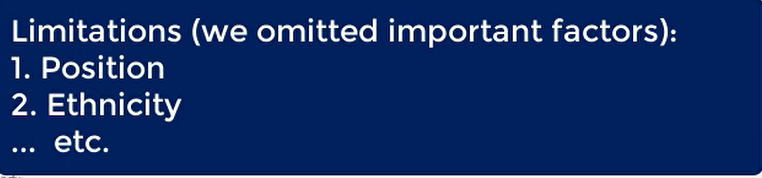 Limitations (we omitted important factors):
1. Position
2. Ethnicity
... etc.